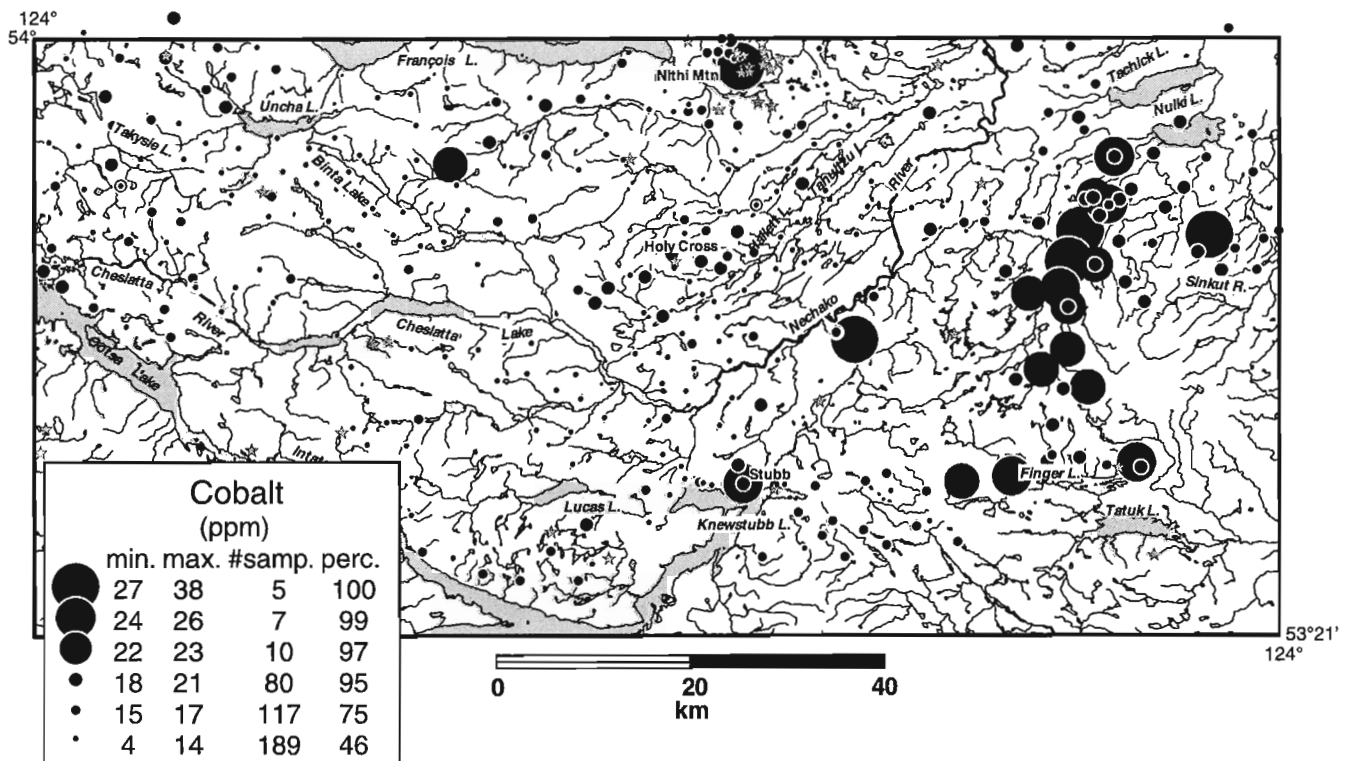 124°
54°
François L.
Nithi Mtn
Tachick L.
Nulki L.
Uncha L.
Takysie L.
Binta Lake
Tahultzu L.
River
Hallett L.
Holy Cross
Cheslatta
River
Sinkut R.
Nechako
Cheslatta
Lake
Ootsa
Lake
Stubb
Finger L.
Lucas L.
Knewstubb L.
Tatuk L.
53°21'
124°
Cobalt
(ppm)
min. max. #samp. perc.
27 38 5 100
24 26 7 99
22 23 10 97
18 21 80 95
15 17 117 75
4 14 189 46
0 20 40
km